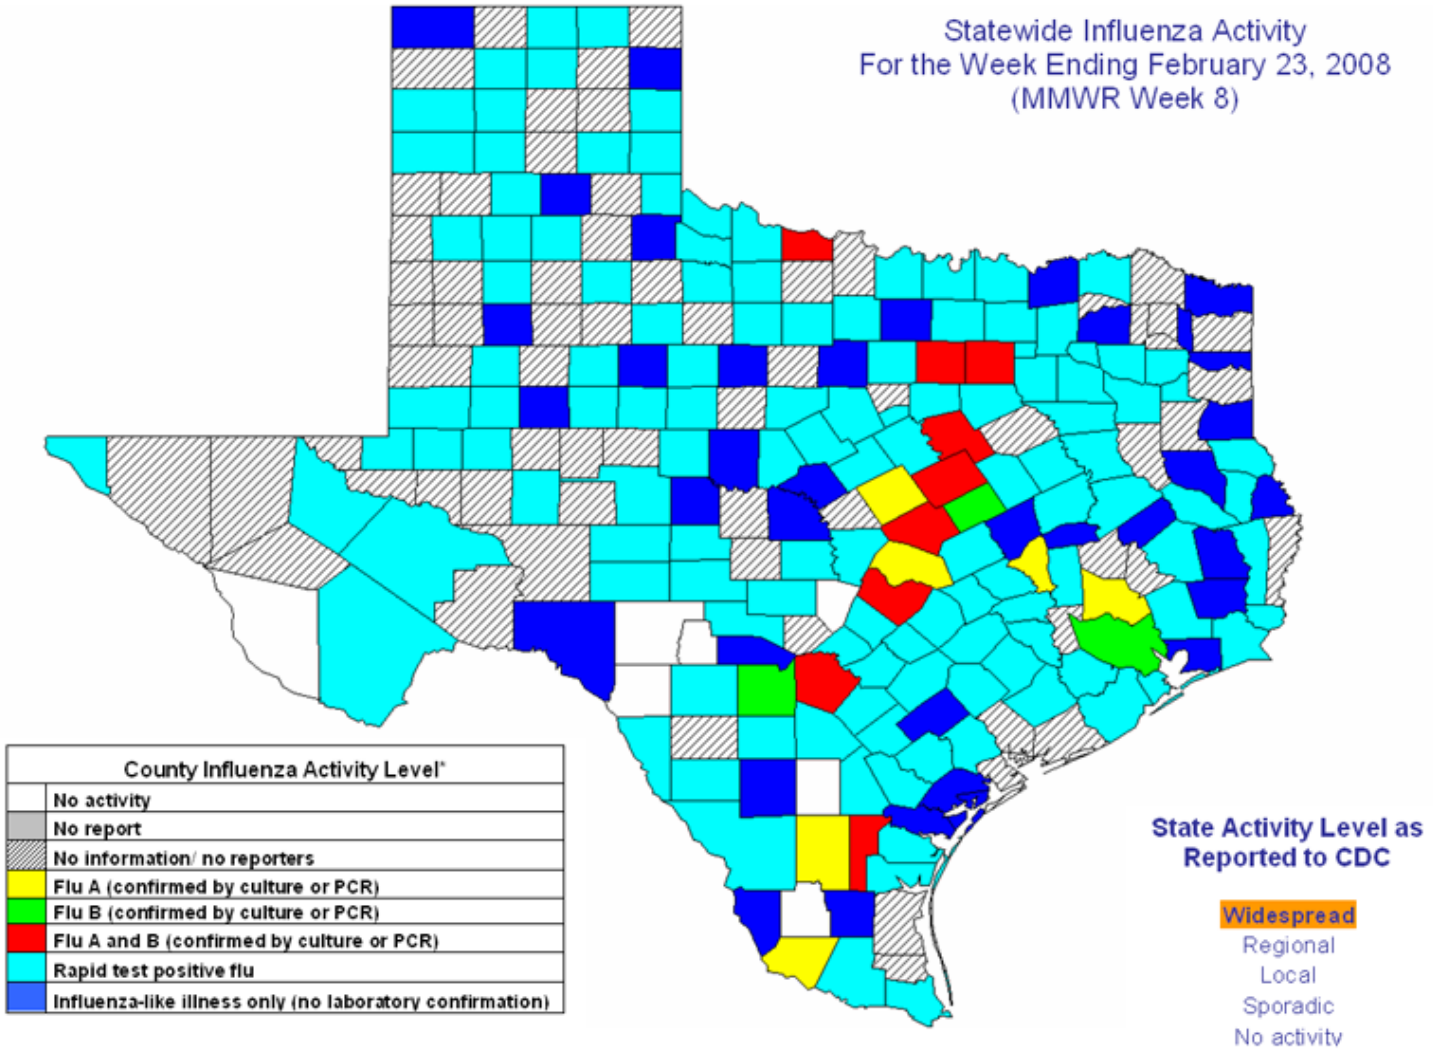 Statewide Influenza Activity
For the Week Ending February 23, 2008
(MMWR Week 8)
County Influenza Activity Level*
No activity
No report
No information/ no reporters
Flu A (confirmed by culture or PCR)
Flu B (confirmed by culture or PCR)
Flu A and B (confirmed by culture or PCR)
Rapid test positive flu
Influenza-like illness only (no laboratory confirmation)
State Activity Level as
Reported to CDC
Widespread
Regional
Local
Sporadic
No activity